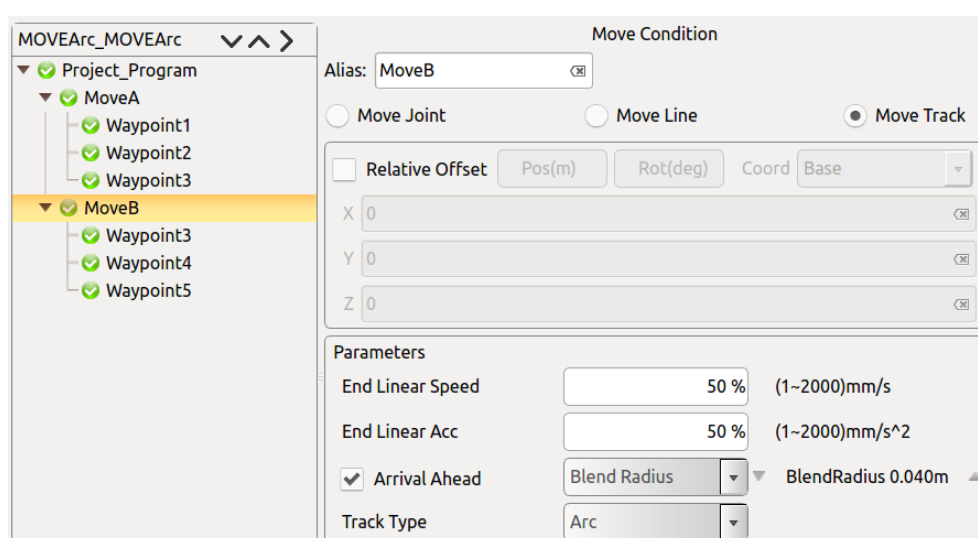 MOVEArc_MOVEArc
Project_Program
MoveA
Waypoint1
Waypoint2
Waypoint3
MoveB
Waypoint3
Waypoint4
Waypoint5
Move Condition
Alias: MoveB
Move Joint Move Line Move Track
Relative Offset Pos(m) Rot(deg) Coord Base
X 0
Y 0
Z 0
Parameters
End Linear Speed 50 % (1~2000)mm/s
End Linear Acc 50 % (1~2000)mm/s^2
Arrival Ahead Blend Radius BlendRadius 0.040m
Track Type Arc